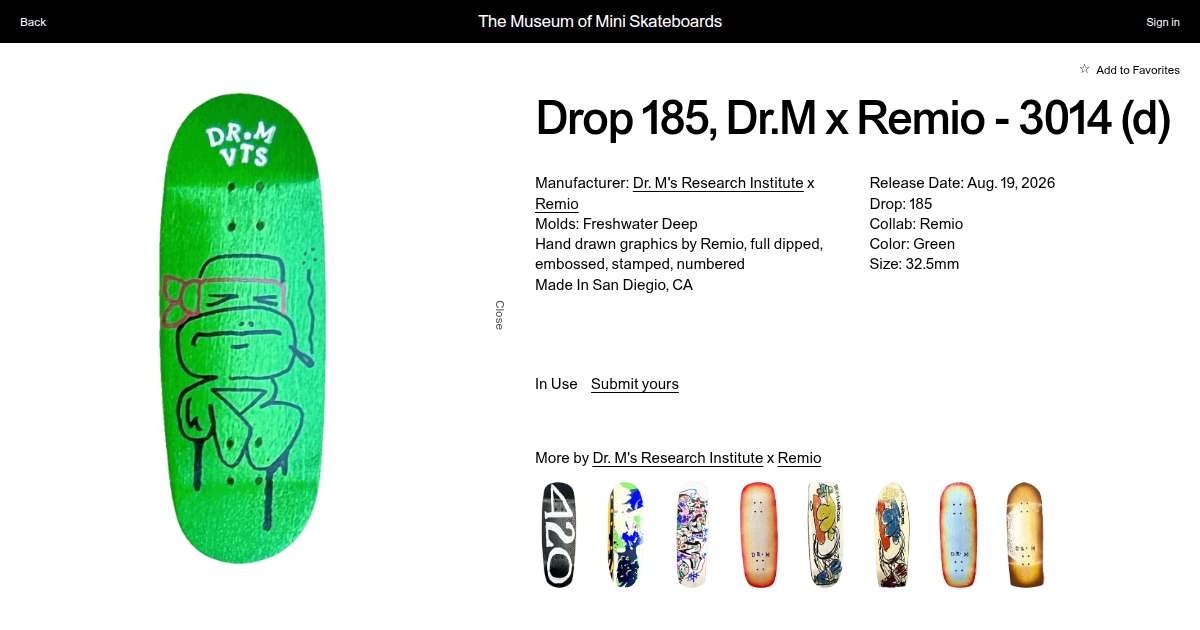 Back
The Museum of Mini Skateboards
Sign in
☆ Add to Favorites
Drop 185, Dr.M x Remio - 3014 (d)
DR.M
VTS
Manufacturer: Dr. M's Research Institute x
Remio
Molds: Freshwater Deep
Hand drawn graphics by Remio, full dipped,
embossed, stamped, numbered
Made In San Diegio, CA
Release Date: Aug. 19, 2026
Drop: 185
Collab: Remio
Color: Green
Size: 32.5mm
Close
In Use Submit yours
More by Dr. M's Research Institute x Remio
420
DR.M
DR.M
DR.M